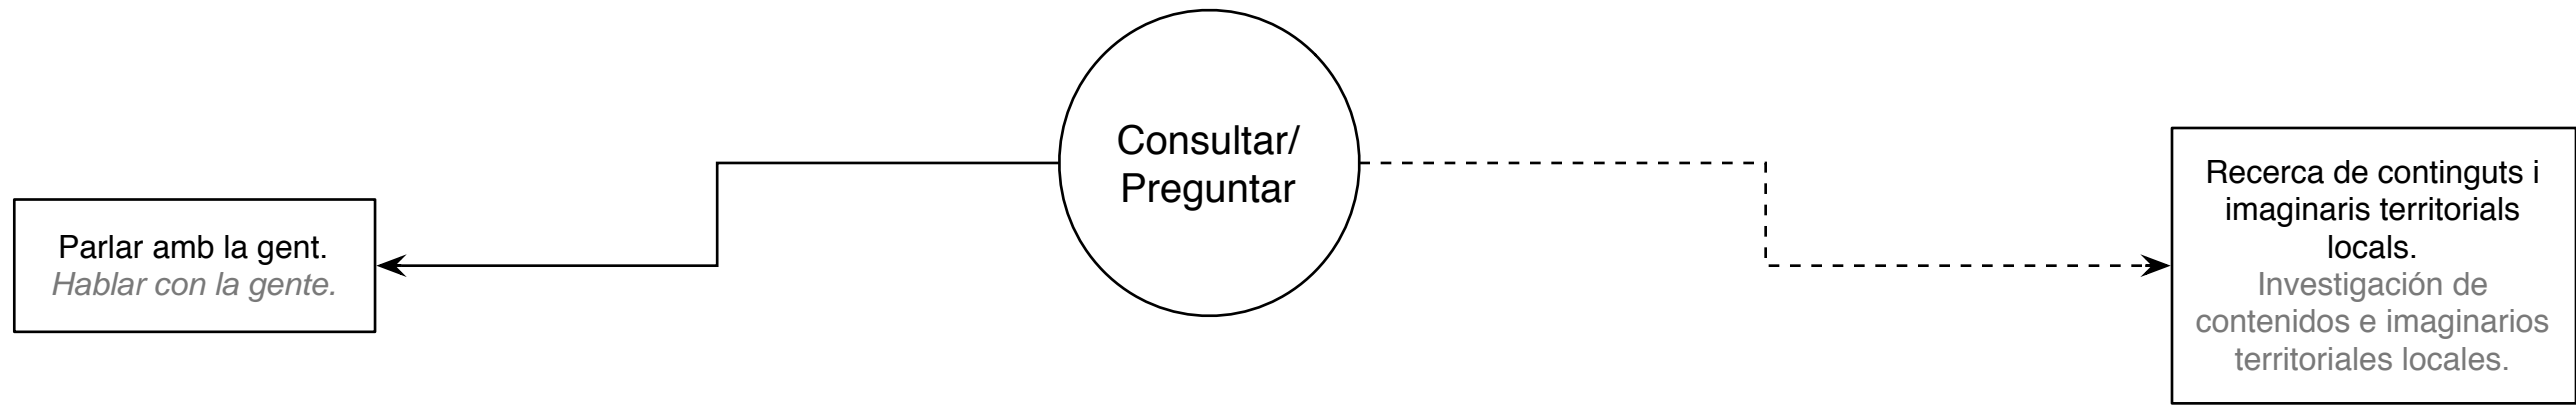 Consultar/
Preguntar
Parlar amb la gent.
Hablar con la gente.
Recerca de continguts i
imaginaris territorials
locals.
Investigación de
contenidos e imaginarios
territoriales locales.